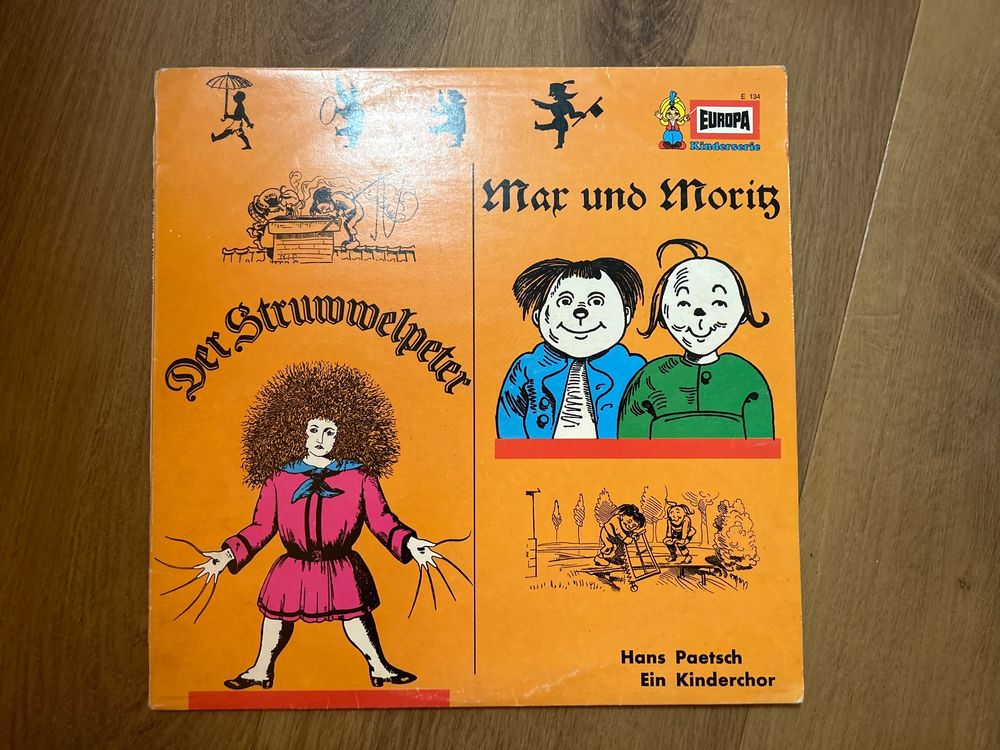 E 134
EUROPA
Kinderserie
Max und Moritz
Der Struwwelpeter
Hans Paetsch
Ein Kinderchor